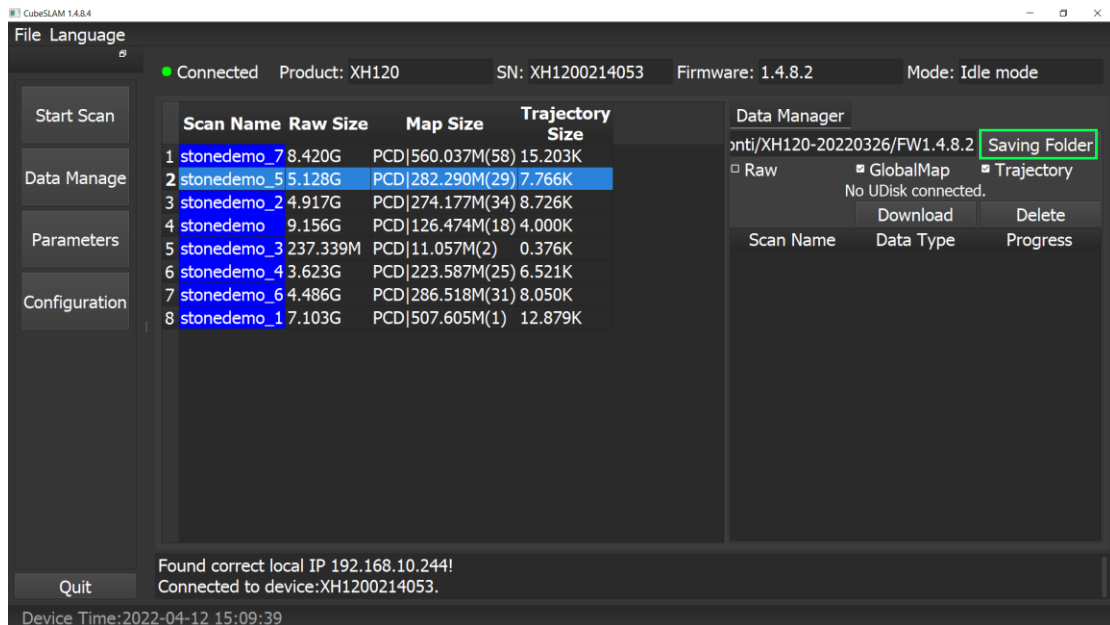 CubeSLAM 1.4.8.4
File Language
Connected Product: XH120 SN: XH1200214053 Firmware: 1.4.8.2 Mode: Idle mode
Start Scan
Data Manage
Parameters
Configuration
Quit
Scan Name Raw Size Map Size Trajectory Size
1 stonedemo_7 8.420G PCD|560.037M(58) 15.203K
2 stonedemo_5 5.128G PCD|282.290M(29) 7.766K
3 stonedemo_2 4.917G PCD|274.177M(34) 8.726K
4 stonedemo 9.156G PCD|126.474M(18) 4.000K
5 stonedemo_3 237.339M PCD|11.057M(2) 0.376K
6 stonedemo_4 3.623G PCD|223.587M(25) 6.521K
7 stonedemo_6 4.486G PCD|286.518M(31) 8.050K
8 stonedemo_1 7.103G PCD|507.605M(1) 12.879K
Data Manager
onti/XH120-20220326/FW1.4.8.2 Saving Folder
Raw GlobalMap Trajectory
No UDisk connected.
Download Delete
Scan Name Data Type Progress
Found correct local IP 192.168.10.244!
Connected to device:XH1200214053.
Device Time:2022-04-12 15:09:39